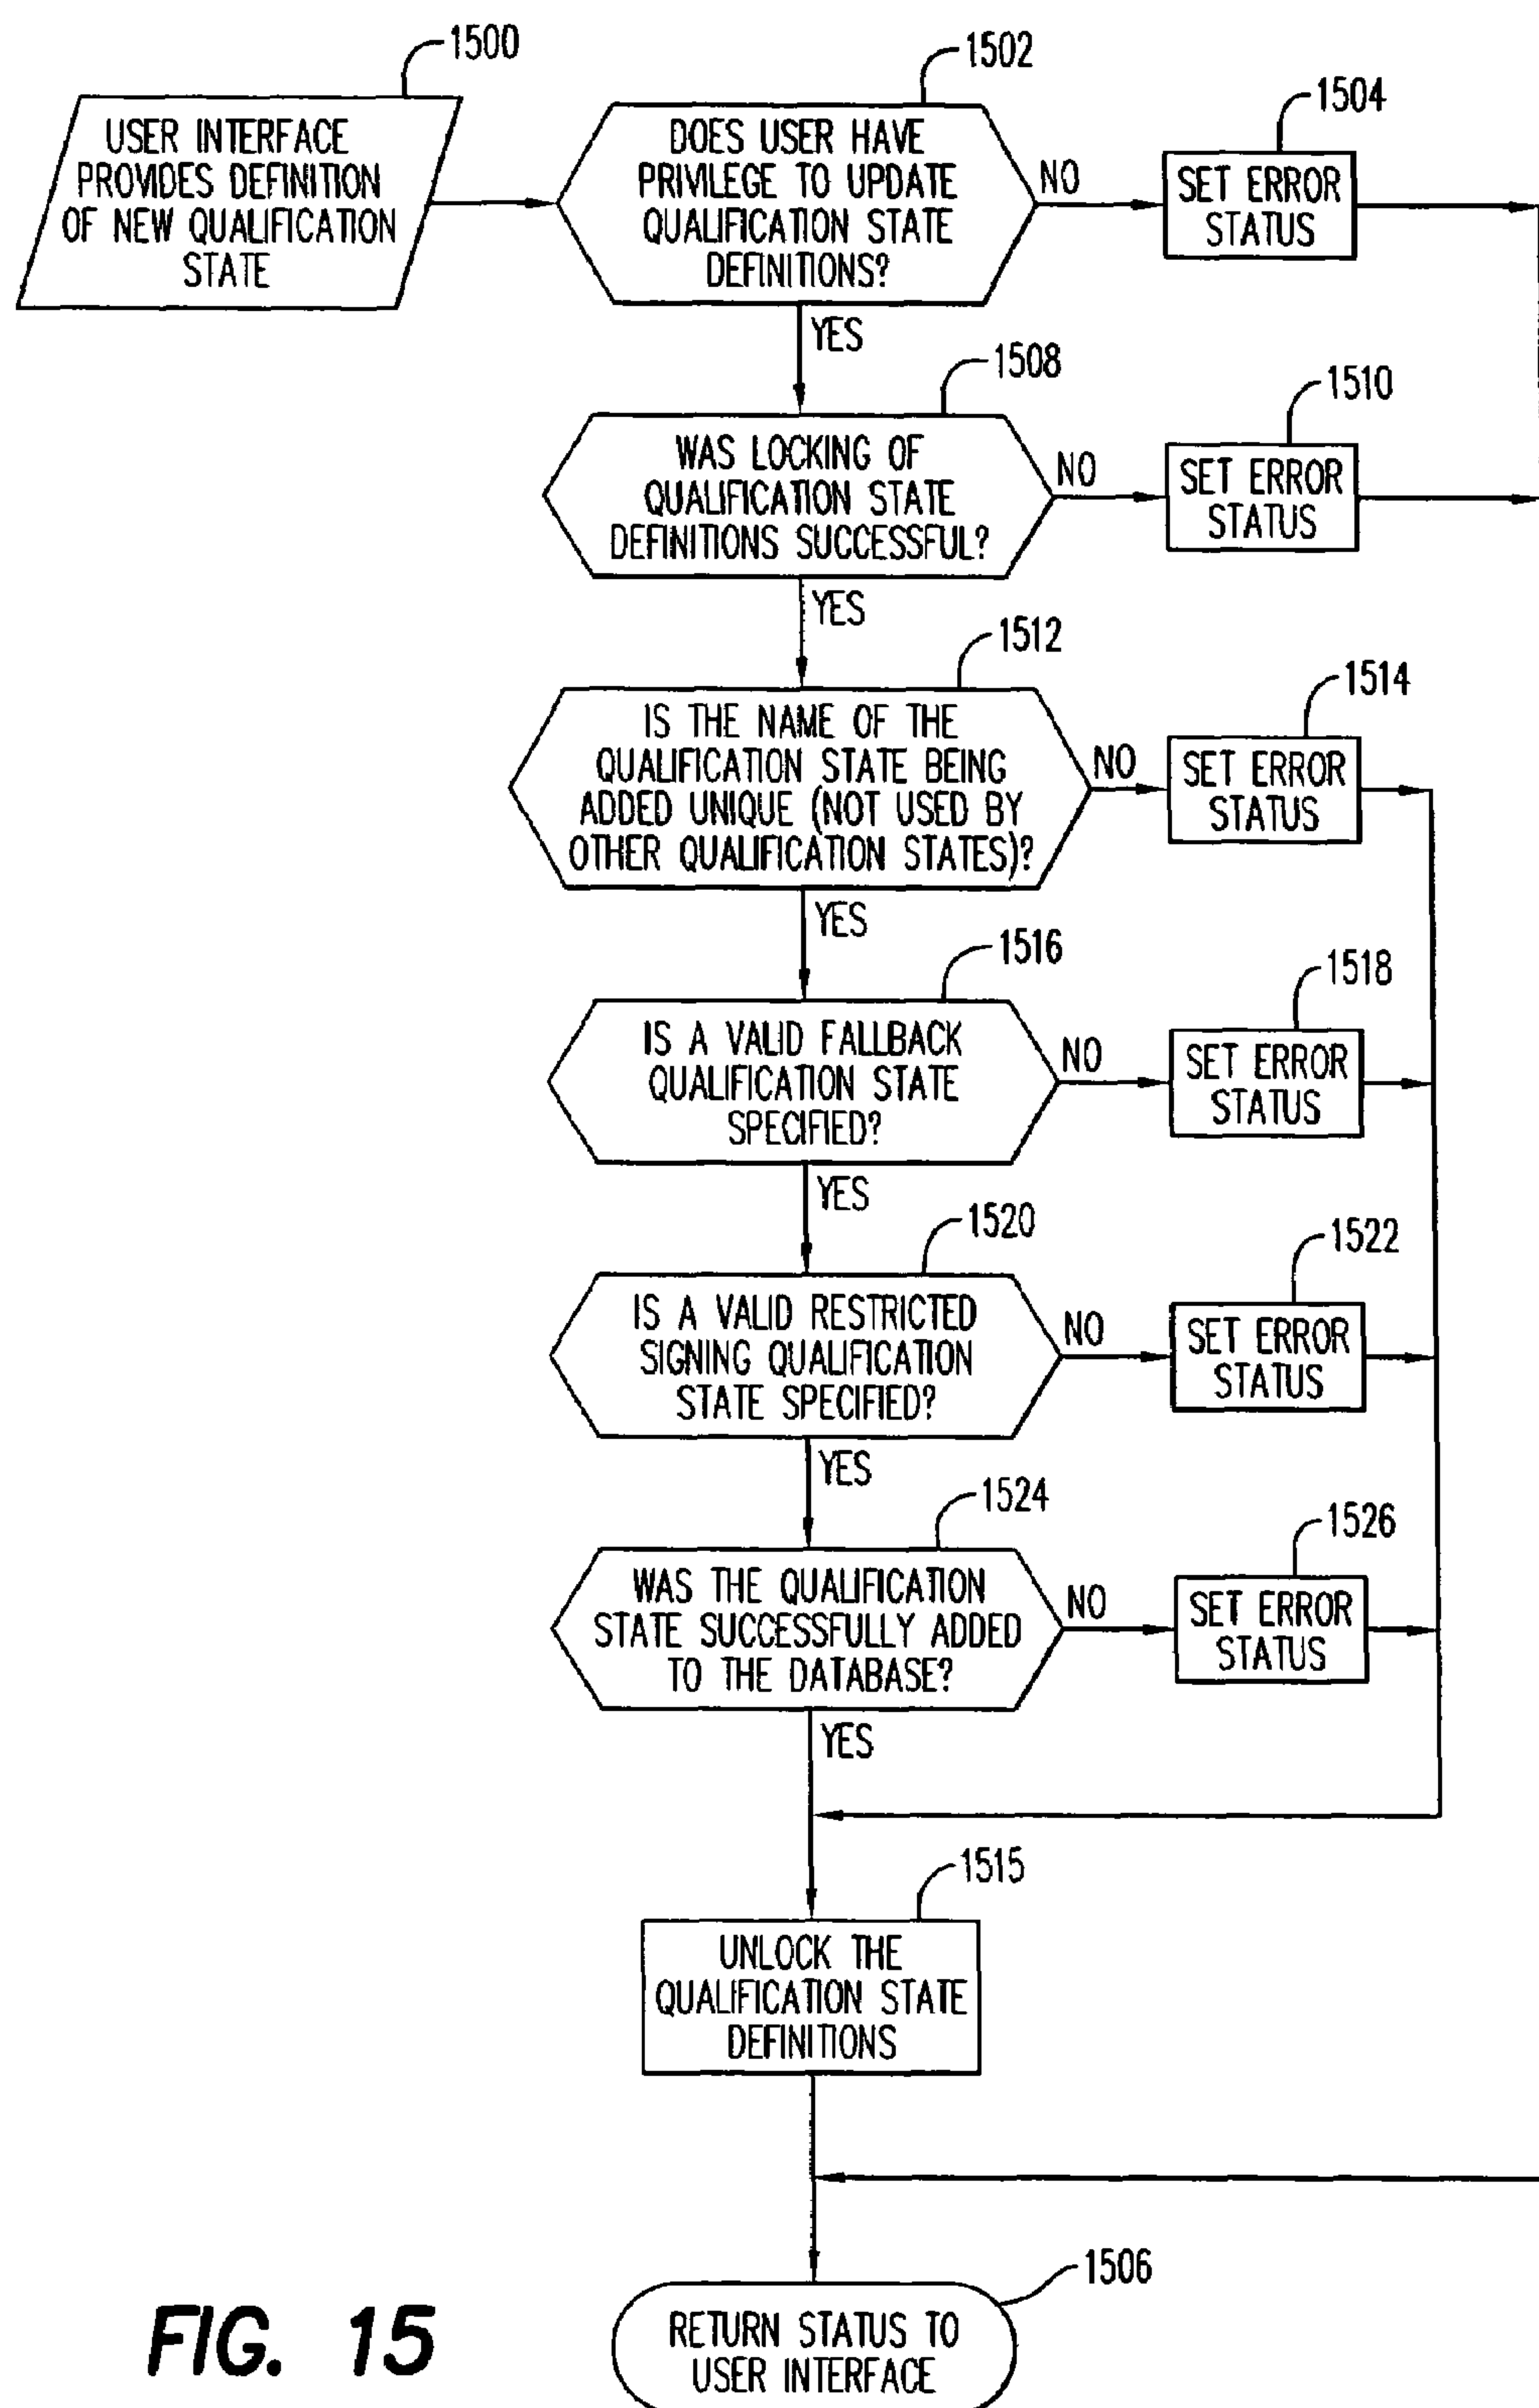 1500
USER INTERFACE
PROVIDES DEFINITION
OF NEW QUALIFICATION
STATE
1502
DOES USER HAVE
PRIVILEGE TO UPDATE
QUALIFICATION STATE
DEFINITIONS?
NO
1504
SET ERROR
STATUS
YES
1508
WAS LOCKING OF
QUALIFICATION STATE
DEFINITIONS SUCCESSFUL?
NO
1510
SET ERROR
STATUS
YES
1512
IS THE NAME OF THE
QUALIFICATION STATE BEING
ADDED UNIQUE (NOT USED BY
OTHER QUALIFICATION STATES)?
NO
1514
SET ERROR
STATUS
YES
1516
IS A VALID FALLBACK
QUALIFICATION STATE
SPECIFIED?
NO
1518
SET ERROR
STATUS
YES
1520
IS A VALID RESTRICTED
SIGNING QUALIFICATION
STATE SPECIFIED?
NO
1522
SET ERROR
STATUS
YES
1524
WAS THE QUALIFICATION
STATE SUCCESSFULLY ADDED
TO THE DATABASE?
NO
1526
SET ERROR
STATUS
YES
1515
UNLOCK THE
QUALIFICATION STATE
DEFINITIONS
1506
RETURN STATUS TO
USER INTERFACE
FIG. 15